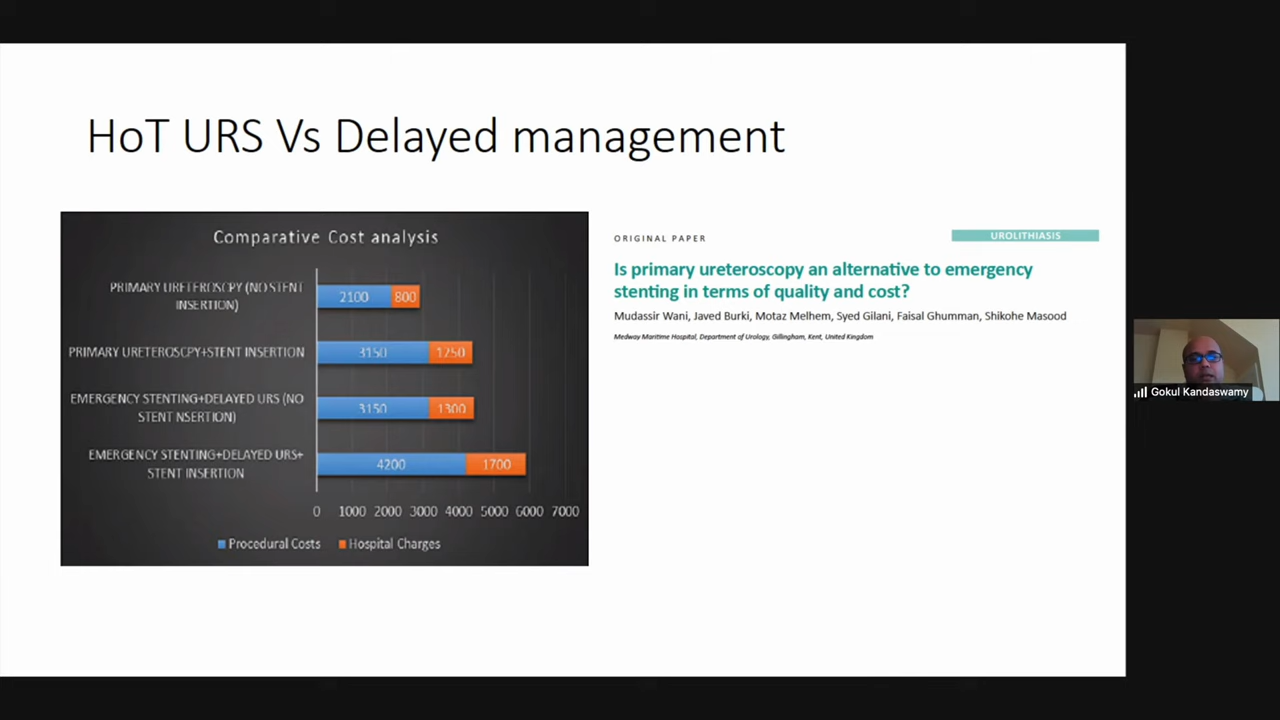 HoT URS Vs Delayed management
Comparative Cost analysis
PRIMARY URETEROSCOPY (NO STENT
INSERTION)
2100
800
PRIMARY URETEROSCPY+STENT INSERTION
3150
1250
EMERGENCY STENTING+DELAYED URS (NO
STENT NSERTION)
3150
1300
EMERGENCY STENTING+DELAYED URS+
STENT INSERTION
4200
1700
0 1000 2000 3000 4000 5000 6000 7000
Procedural Costs Hospital Charges
ORIGINAL PAPER
UROLITHIASIS
Is primary ureteroscopy an alternative to emergency
stenting in terms of quality and cost?
Mudassir Wani, Javed Burki, Motaz Melhem, Syed Gilani, Faisal Ghumman, Shikohe Masood
Medway Maritime Hospital, Department of Urology, Gillingham, Kent, United Kingdom
Gokul Kandaswamy